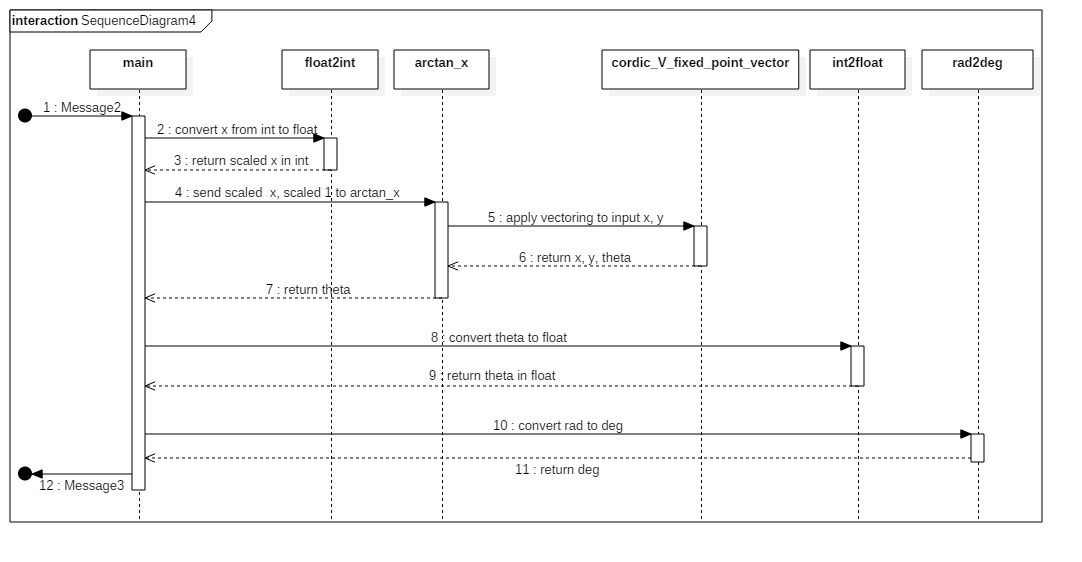 interaction SequenceDiagram4
main
float2int
arctan_x
cordic_V_fixed_point_vector
int2float
rad2deg
1 : Message2
2 : convert x from int to float
3 : return scaled x in int
4 : send scaled  x, scaled 1 to arctan_x
5 : apply vectoring to input x, y
6 : return x, y, theta
7 : return theta
8 : convert theta to float
9 : return theta in float
10 : convert rad to deg
11 : return deg
12 : Message3